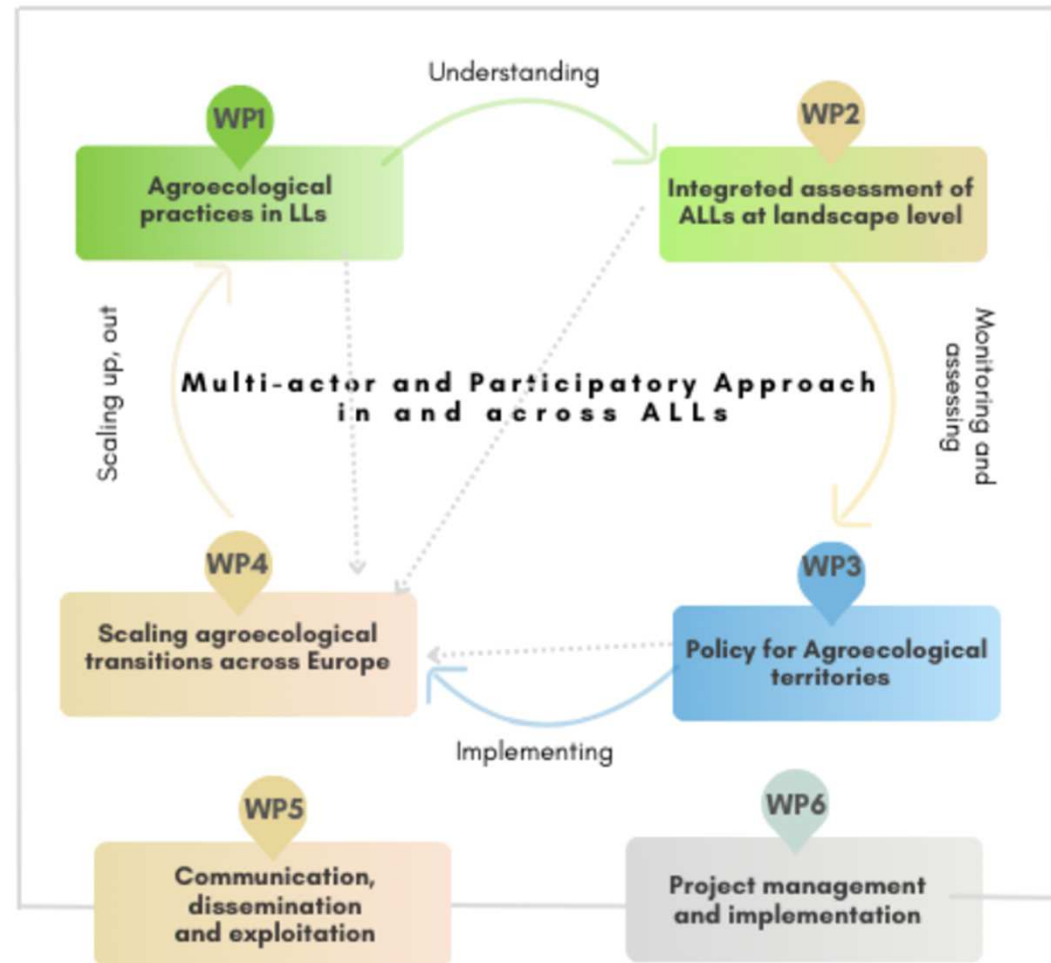 Understanding
WP1
WP2
Agroecological
practices in LLs
Integreted assessment of
ALLs at landscape level
Scaling up, out
Monitoring and
assessing
Multi-actor and Participatory Approach
in and across ALLs
WP4
WP3
Scaling agroecological
transitions across Europe
Policy for Agroecological
territories
Implementing
WP5
WP6
Communication,
dissemination
and exploitation
Project management
and implementation